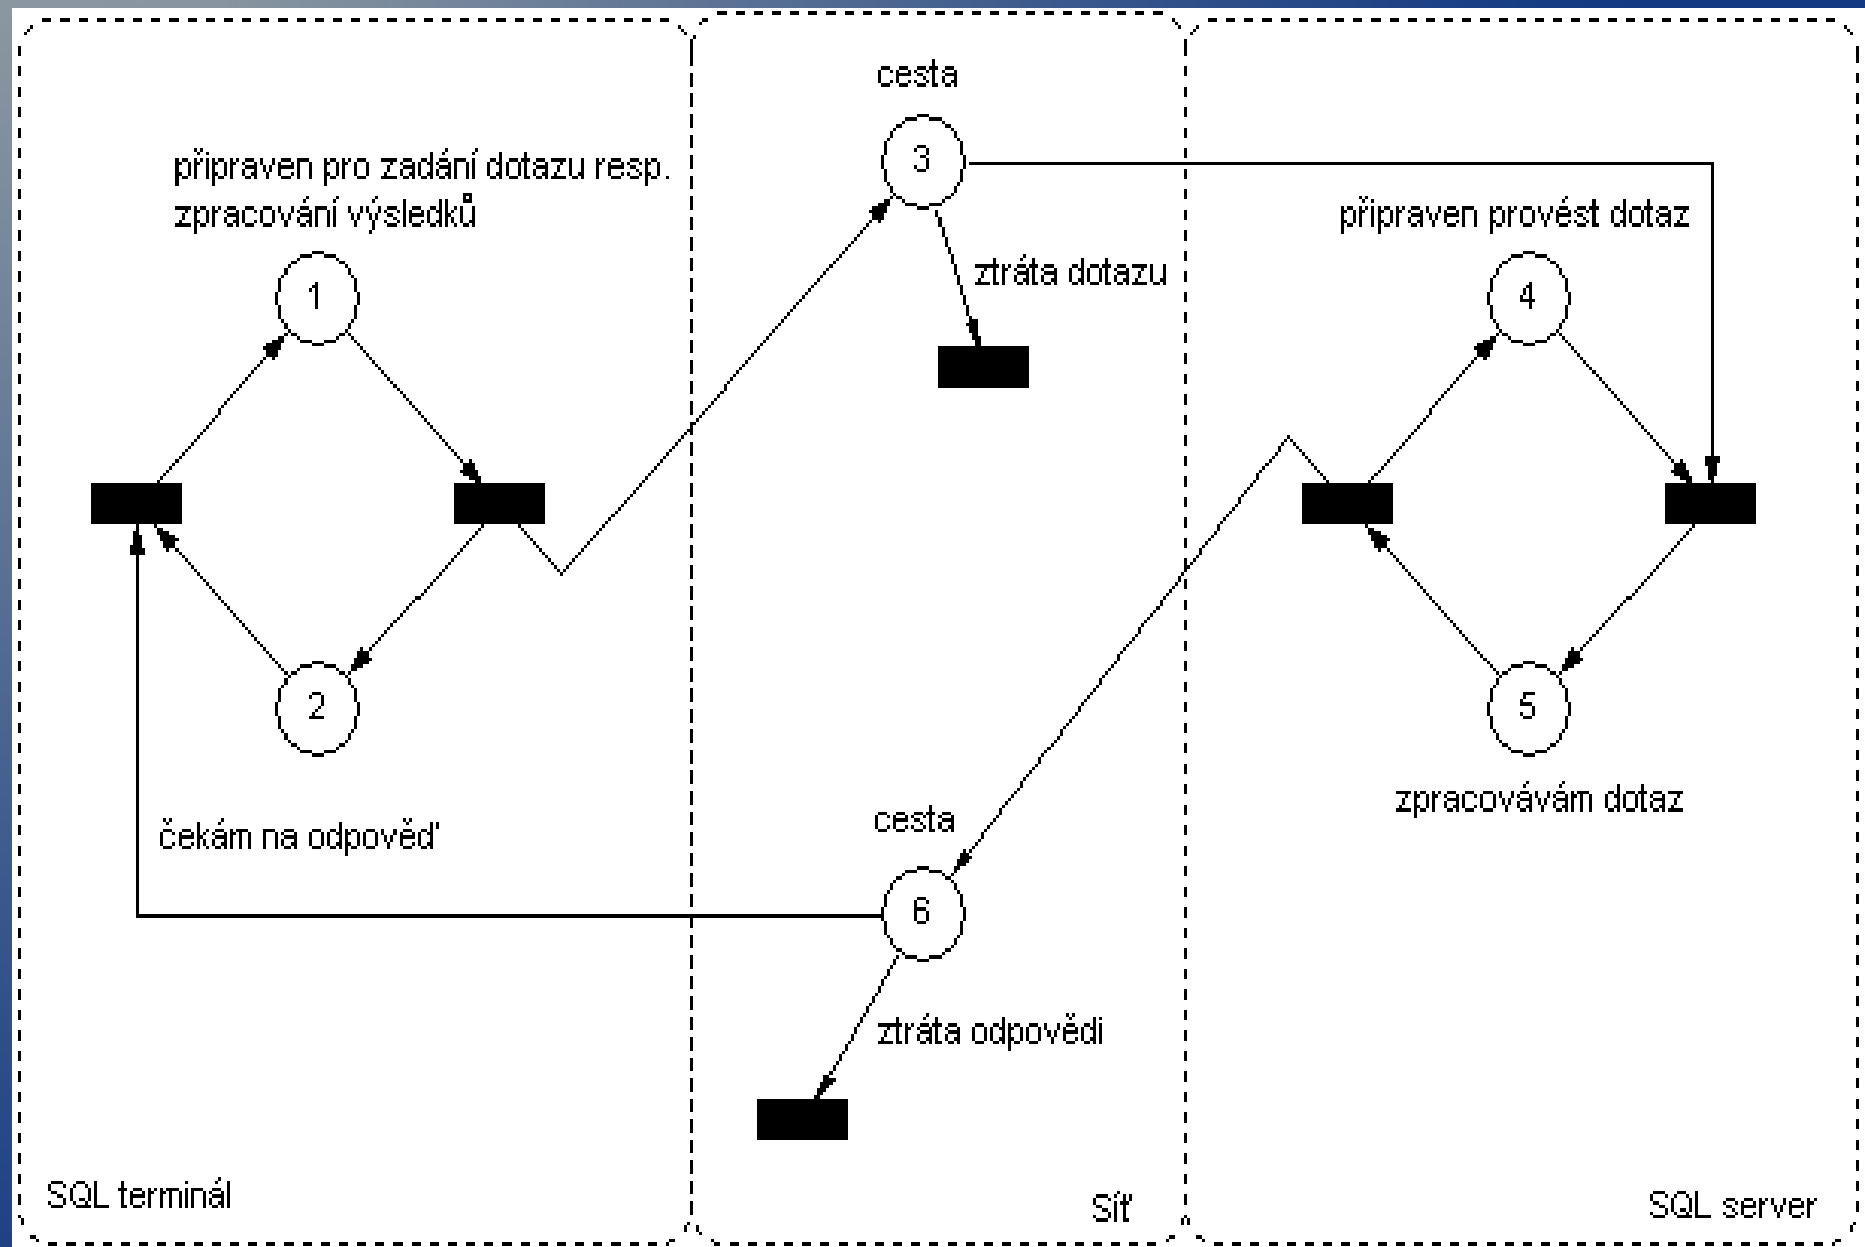 cesta
3
připraven pro zadání dotazu resp.
zpracování výsledků
připraven provést dotaz
ztráta dotazu
1
4
2
5
zpracovávám dotaz
čekám na odpověď
cesta
6
ztráta odpovědi
SQL terminál
Síť
SQL server